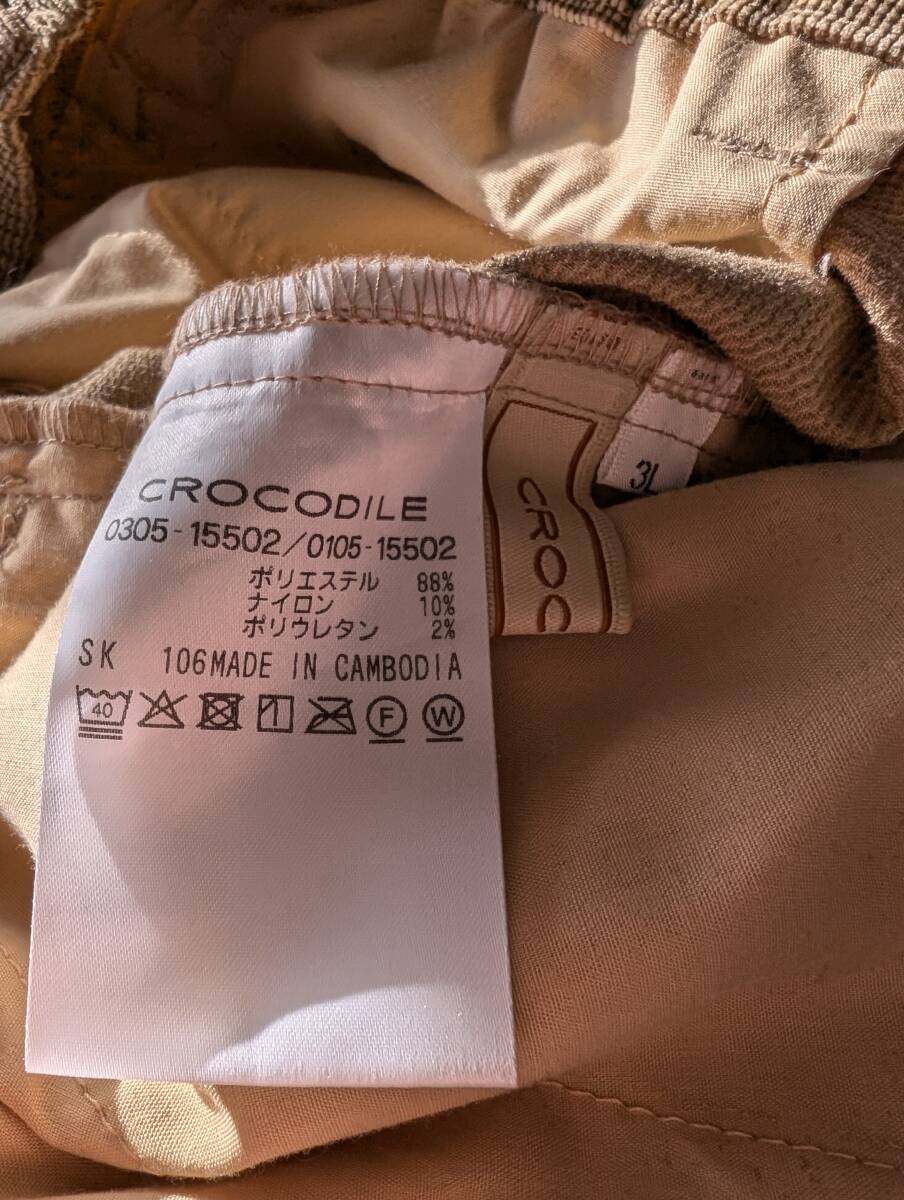 CROCODILE
0305-15502/0105-15502
ポリエステル 88%
ナイロン 10%
ポリウレタン 2%
SK 106MADE IN CAMBODIA
40
F
W
CROC
3L